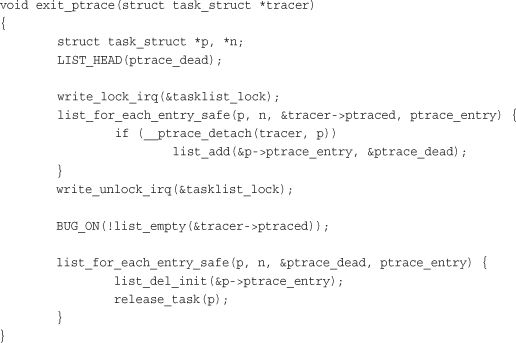 void exit_ptrace(struct task_struct *tracer)
{
        struct task_struct *p, *n;
        LIST_HEAD(ptrace_dead);

        write_lock_irq(&tasklist_lock);
        list_for_each_entry_safe(p, n, &tracer->ptraced, ptrace_entry) {
                if (__ptrace_detach(tracer, p))
                        list_add(&p->ptrace_entry, &ptrace_dead);
        }
        write_unlock_irq(&tasklist_lock);

        BUG_ON(!list_empty(&tracer->ptraced));

        list_for_each_entry_safe(p, n, &ptrace_dead, ptrace_entry) {
                list_del_init(&p->ptrace_entry);
                release_task(p);
        }
}